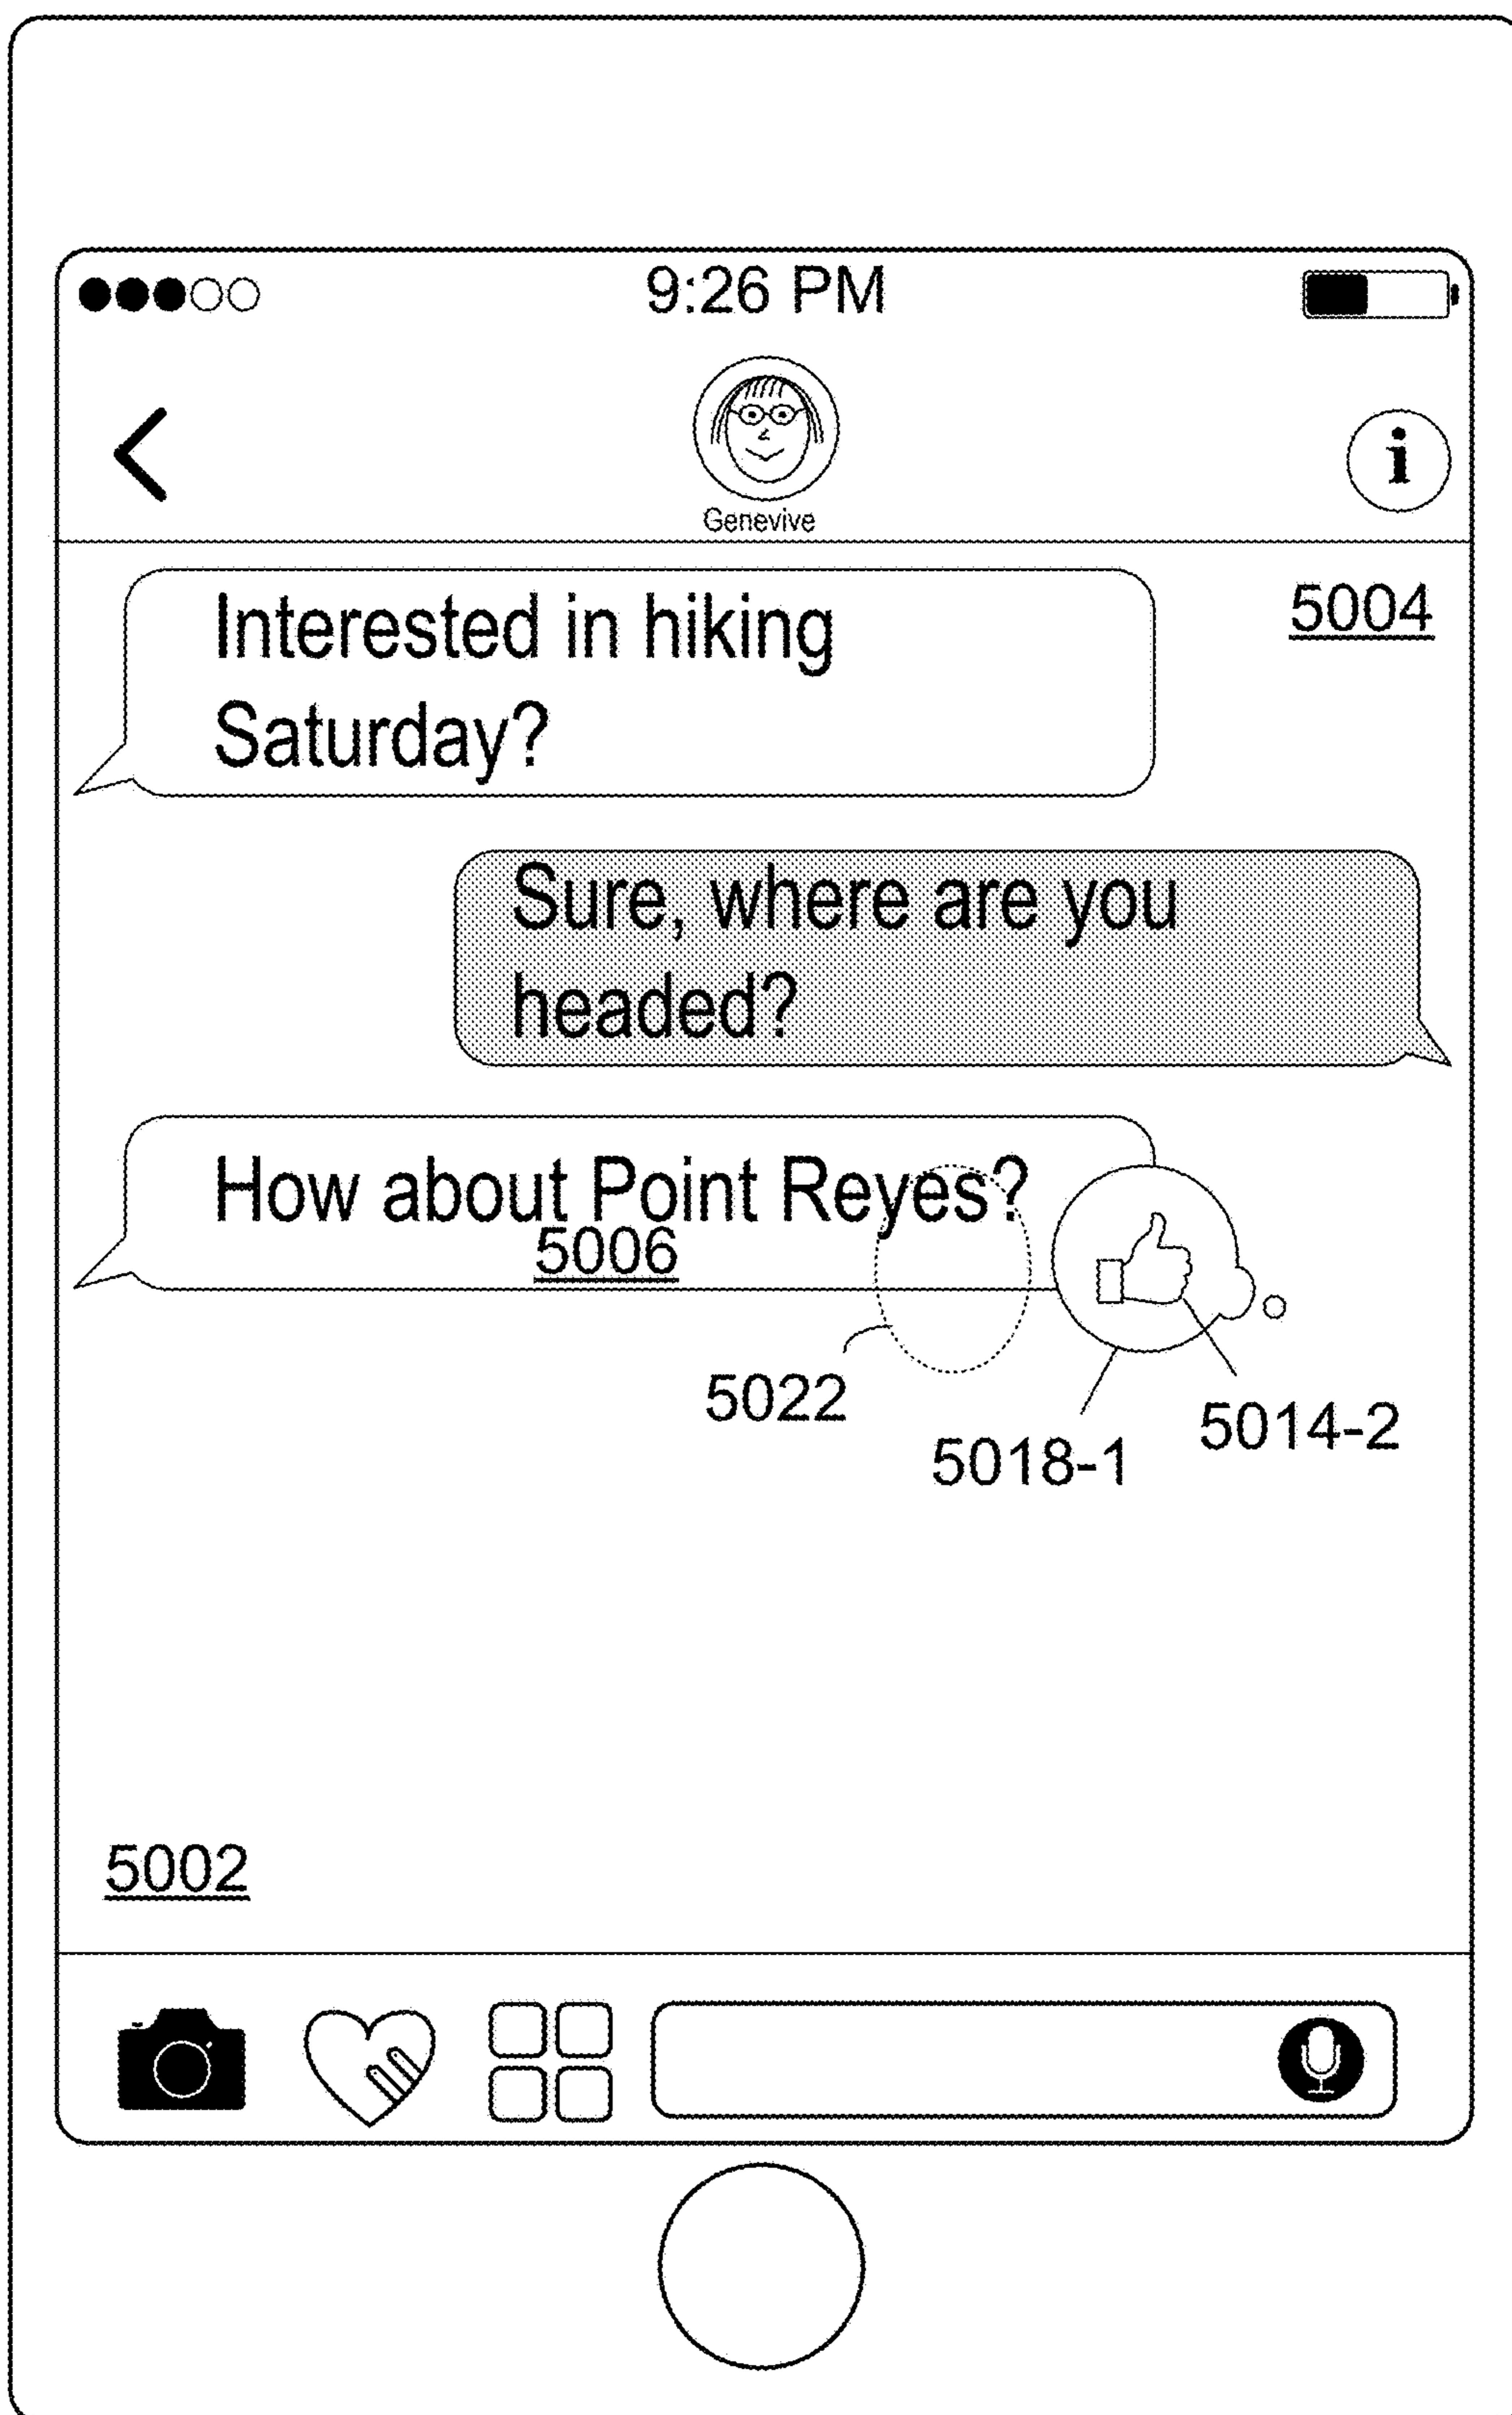 9:26 PM
i
Genevive
5004
Interested in hiking
Saturday?
Sure, where are you
headed?
How about Point Reyes?
5006
5022
5018-1
5014-2
5002